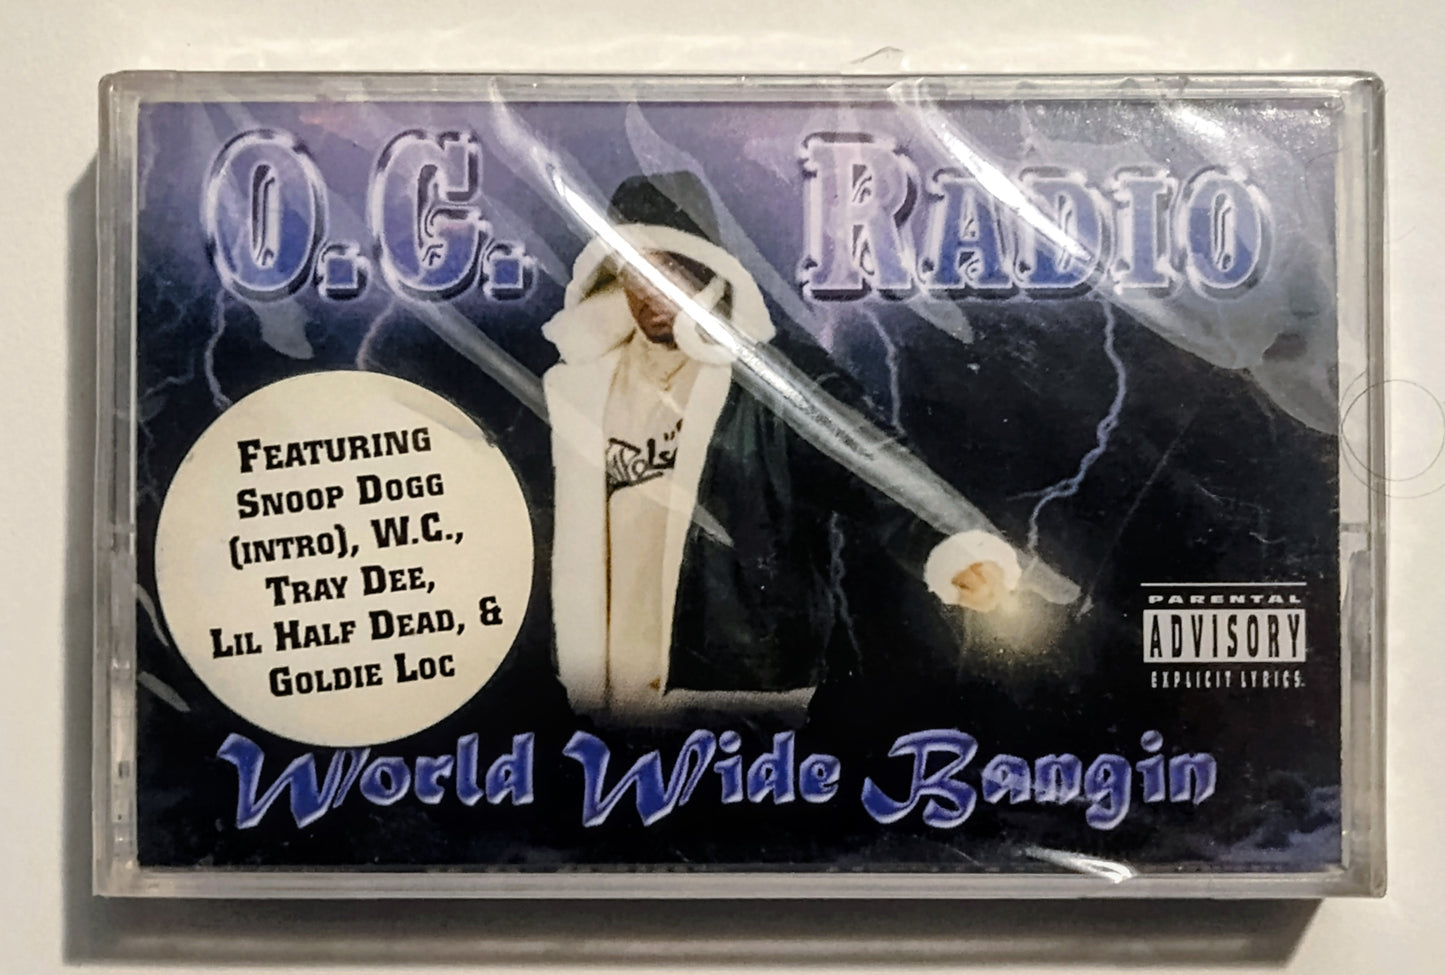 O.G. RADIO
FEATURING
SNOOP DOGG
(INTRO), W.C.,
TRAY DEE,
LIL HALF DEAD, &
GOLDIE LOC
PARENTAL
ADVISORY
EXPLICIT LYRICS
World Wide Bangin